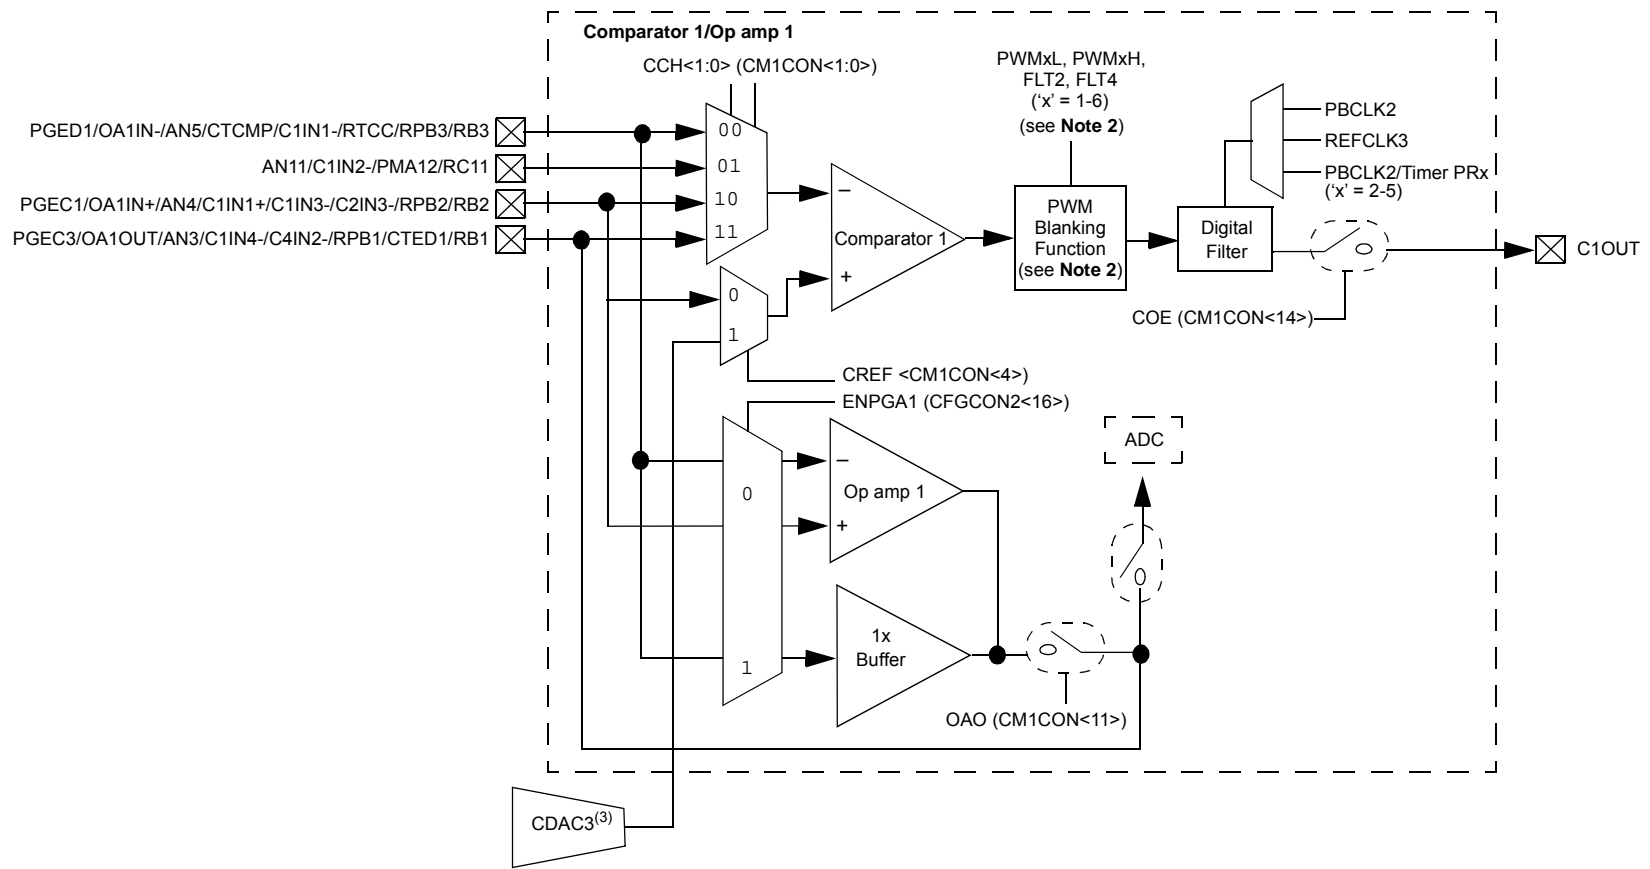 Comparator 1/Op amp 1
CCH<1:0> (CM1CON<1:0>)
PWMxL, PWMxH,
FLT2, FLT4
(‘x’ = 1-6)
(see Note 2)
PBCLK2
REFCLK3
PBCLK2/Timer PRx
(‘x’ = 2-5)
PGED1/OA1IN-/AN5/CTCMP/C1IN1-/RTCC/RPB3/RB3
AN11/C1IN2-/PMA12/RC11
PGEC1/OA1IN+/AN4/C1IN1+/C1IN3-/C2IN3-/RPB2/RB2
PGEC3/OA1OUT/AN3/C1IN4-/C4IN2-/RPB1/CTED1/RB1
00
01
10
11
–
Comparator 1
+
PWM
Blanking
Function
(see Note 2)
Digital
Filter
C1OUT
COE (CM1CON<14>)
0
1
CREF <CM1CON<4>)
ENPGA1 (CFGCON2<16>)
ADC
0
1
–
Op amp 1
+
1x
Buffer
OAO (CM1CON<11>)
CDAC3(3)